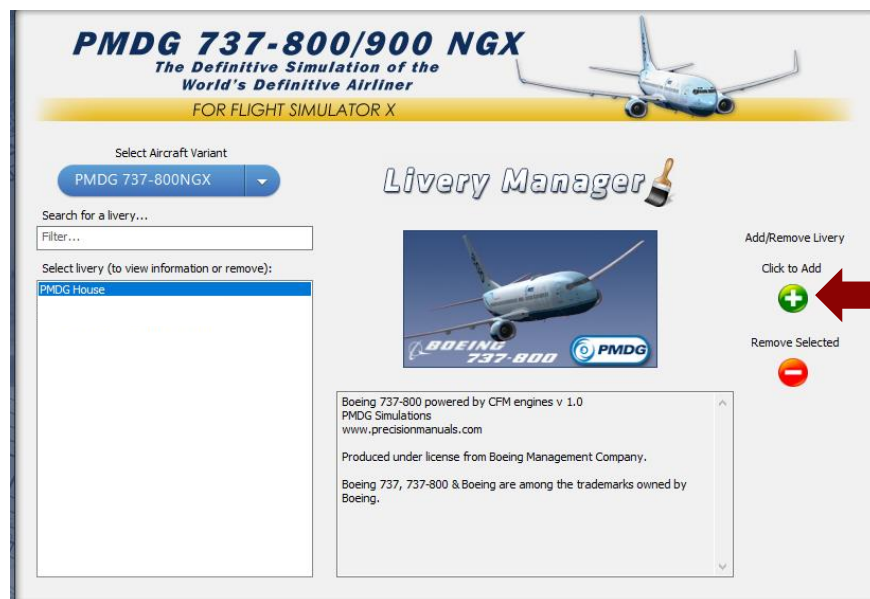 PMDG 737-800/900 NGX
The Definitive Simulation of the
World's Definitive Airliner
FOR FLIGHT SIMULATOR X
Select Aircraft Variant
PMDG 737-800NGX
Search for a livery...
Filter...
Select livery (to view information or remove):
PMDG House
Livery Manager
BOEING
737-800
PMDG
Boeing 737-800 powered by CFM engines v 1.0
PMDG Simulations
www.precisionmanuals.com
Produced under license from Boeing Management Company.
Boeing 737, 737-800 & Boeing are among the trademarks owned by
Boeing.
Add/Remove Livery
Click to Add
Remove Selected